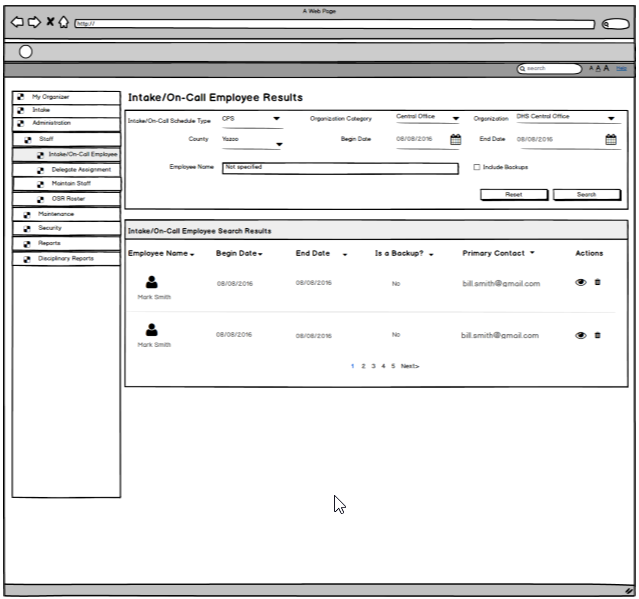 A Web Page
http://
search A A A Help
My Organizer
Intake
Administration
Staff
Intake/On-Call Employee
Delegate Assignment
Maintain Staff
OSR Roster
Maintenance
Security
Reports
Disciplinary Reports
Intake/On-Call Employee Results
Intake/On-Call Schedule Type CPS Organization Category Central Office Organization DHS Central Office
County Yazoo Begin Date 08/08/2016 End Date 08/08/2016
Employee Name Not specified Include Backups
Reset Search
Intake/On-Call Employee Search Results
Employee Name Begin Date End Date Is a Backup? Primary Contact Actions
08/08/2016 08/08/2016 No bill.smith@gmail.com
Mark Smith
08/08/2016 08/08/2016 No bill.smith@gmail.com
Mark Smith
1 2 3 4 5 Next>